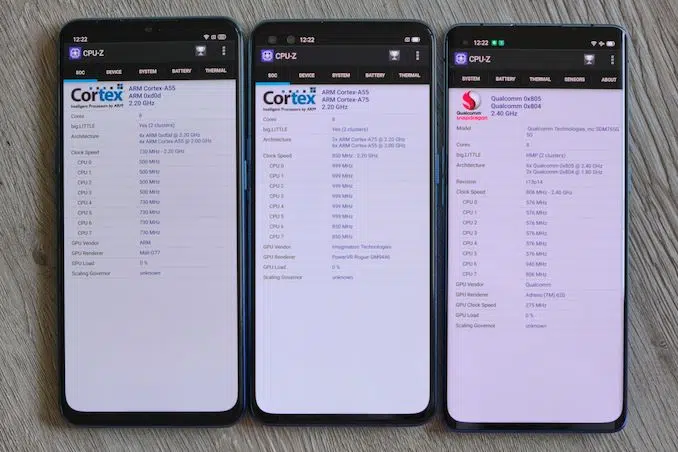 12:22
CPU-Z
SOC DEVICE SYSTEM BATTERY THERMAL
Cortex
Intelligent Processors by ARM
ARM Cortex-A55
ARM 0xd0d
2.20 GHz
Cores 8
big.LITTLE Yes (2 clusters)
Architecture 4x ARM 0xd0d @ 2.20 GHz
4x ARM Cortex-A55 @ 2.00 GHz
Clock Speed 730 MHz - 2.20 GHz
CPU 0 500 MHz
CPU 1 500 MHz
CPU 2 500 MHz
CPU 3 500 MHz
CPU 4 730 MHz
CPU 5 730 MHz
CPU 6 730 MHz
CPU 7 730 MHz
GPU Vendor ARM
GPU Renderer Mali-G77
GPU Load 0 %
Scaling Governor unknown
12:22
CPU-Z
SOC DEVICE SYSTEM BATTERY THERMAL
Cortex
Intelligent Processors by ARM
ARM Cortex-A55
ARM Cortex-A75
2.20 GHz
Cores 8
big.LITTLE Yes (2 clusters)
Architecture 2x ARM Cortex-A75 @ 2.20 GHz
6x ARM Cortex-A55 @ 2.00 GHz
Clock Speed 850 MHz - 2.20 GHz
CPU 0 999 MHz
CPU 1 999 MHz
CPU 2 999 MHz
CPU 3 999 MHz
CPU 4 999 MHz
CPU 5 999 MHz
CPU 6 850 MHz
CPU 7 850 MHz
GPU Vendor Imagination Technologies
GPU Renderer PowerVR Rogue GM9446
GPU Load 0 %
Scaling Governor unknown
12:22
CPU-Z
SYSTEM BATTERY THERMAL SENSORS ABOUT
Qualcomm
snapdragon
Qualcomm 0x805
Qualcomm 0x804
2.40 GHz
Model Qualcomm Technologies, Inc SDM765G
5G
Cores 8
big.LITTLE HMP (2 clusters)
Architecture 6x Qualcomm 0x805 @ 2.40 GHz
2x Qualcomm 0x804 @ 1.80 GHz
Revision r13p14
Clock Speed 806 MHz - 2.40 GHz
CPU 0 576 MHz
CPU 1 576 MHz
CPU 2 576 MHz
CPU 3 576 MHz
CPU 4 576 MHz
CPU 5 576 MHz
CPU 6 940 MHz
CPU 7 806 MHz
GPU Vendor Qualcomm
GPU Renderer Adreno (TM) 620
GPU Clock Speed 275 MHz
GPU Load 0 %
Scaling Governor unknown